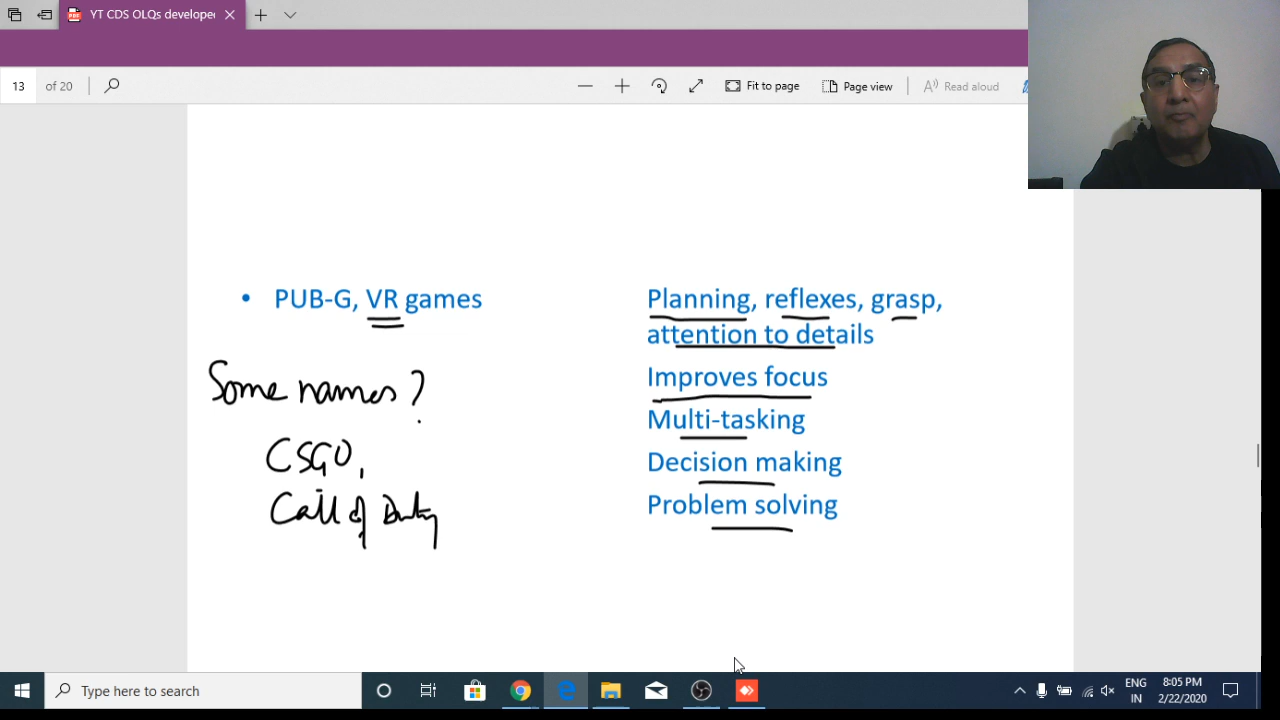 YT CDS OLQs develope
13 of 20
Fit to page
Page view
Read aloud
• PUB-G, VR games
Some names?
CSGO,
Call of Duty
Planning, reflexes, grasp,
attention to details
Improves focus
Multi-tasking
Decision making
Problem solving
Type here to search
ENG
IN
8:05 PM
2/22/2020